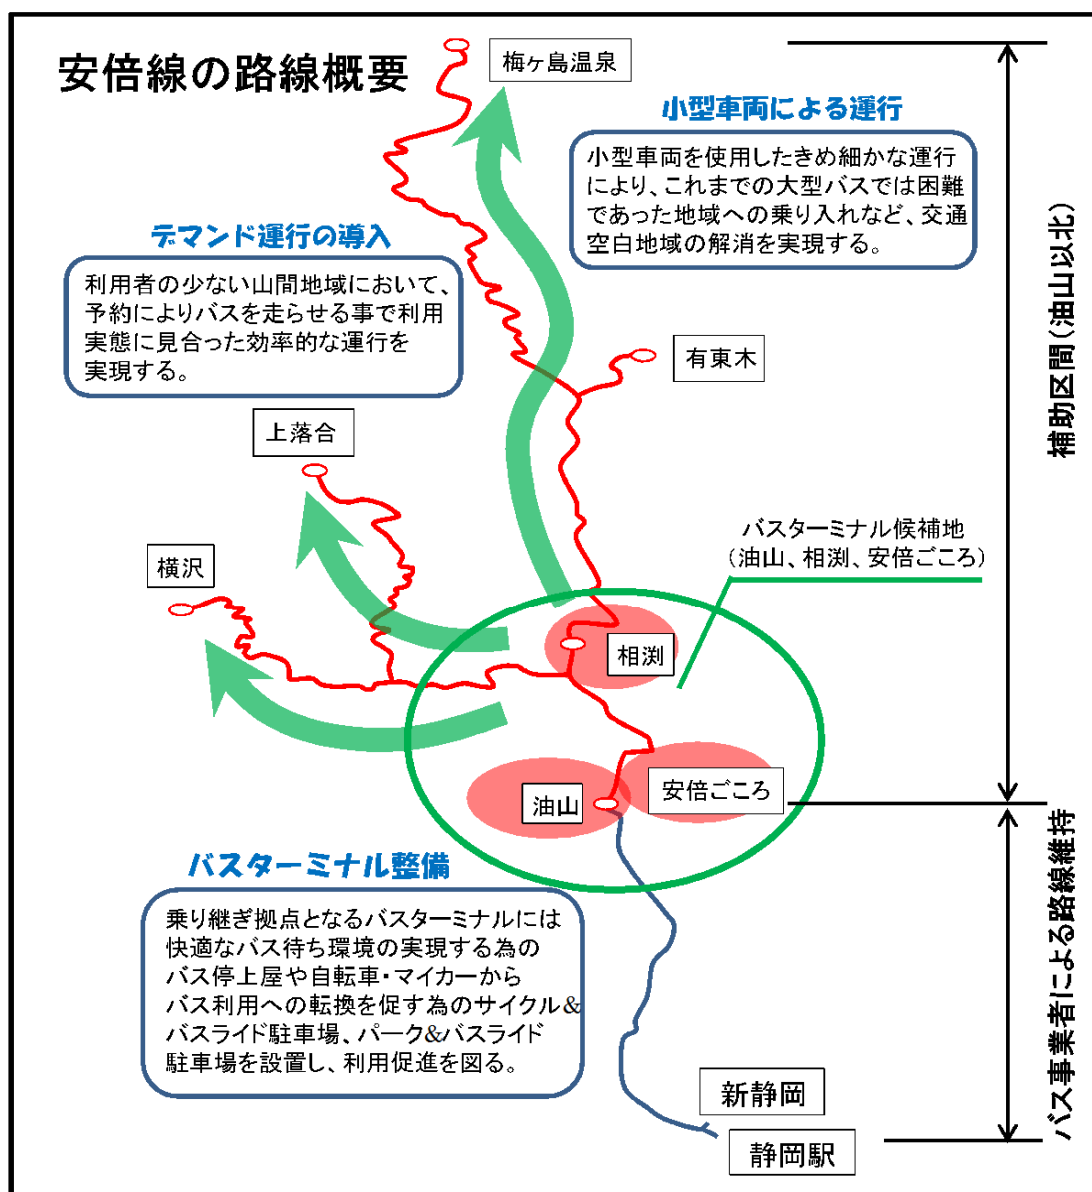 安倍線の路線概要
梅ヶ島温泉
小型車両による運行
小型車両を使用したきめ細かな運行
により、これまでの大型バスでは困難
であった地域への乗り入れなど、交通
空白地域の解消を実現する。
デマンド運行の導入
利用者の少ない山間地域において、
予約によりバスを走らせる事で利用
実態に見合った効率的な運行を
実現する。
有東木
上落合
横沢
バスターミナル候補地
(油山、相渕、安倍ごころ)
相渕
安倍ごころ
油山
補助区間(油山以北)
バスターミナル整備
乗り継ぎ拠点となるバスターミナルには
快適なバス待ち環境の実現する為の
バス停上屋や自転車・マイカーから
バス利用への転換を促す為のサイクル&
バスライド駐車場、パーク&バスライド
駐車場を設置し、利用促進を図る。
バス事業者による路線維持
新静岡
静岡駅